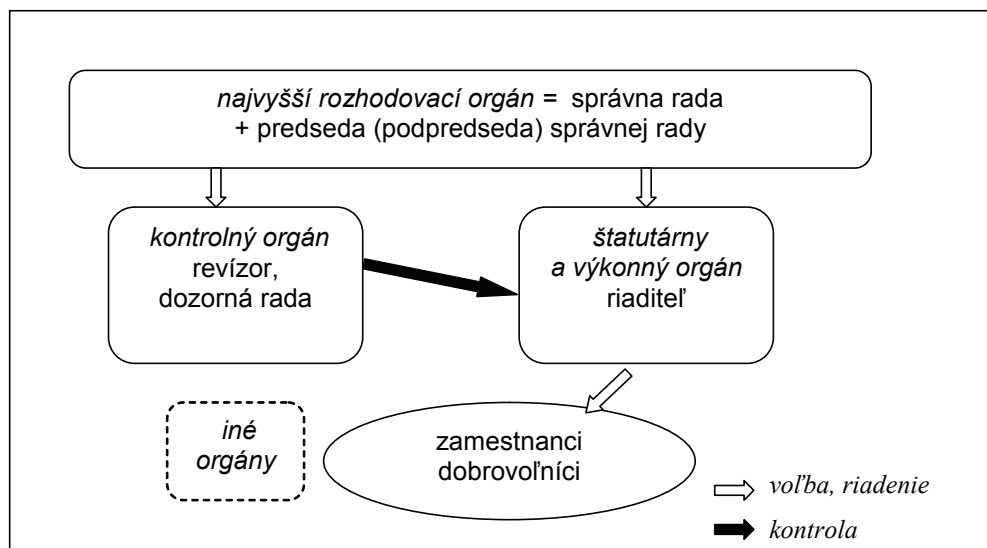 najvyšší rozhodovací orgán = správna rada
+ predseda (podpredseda) správnej rady
kontrolný orgán
revízor,
dozorná rada
štatutárny
a výkonný orgán
riaditeľ
iné
orgány
zamestnanci
dobrovoľníci
voľba, riadenie
kontrola